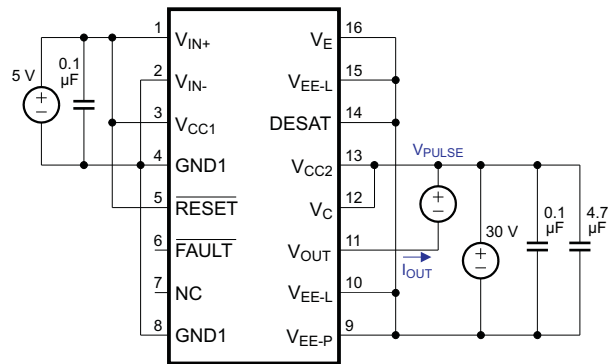 1 V_IN+ V_E 16
2 V_IN- V_EE-L 15
3 V_CC1 DESAT 14
4 GND1 V_CC2 13
5 RESET V_C 12
6 FAULT V_OUT 11
7 NC V_EE-L 10
8 GND1 V_EE-P 9
5 V
0.1
µF
V_PULSE
I_OUT
30 V
0.1
µF
4.7
µF